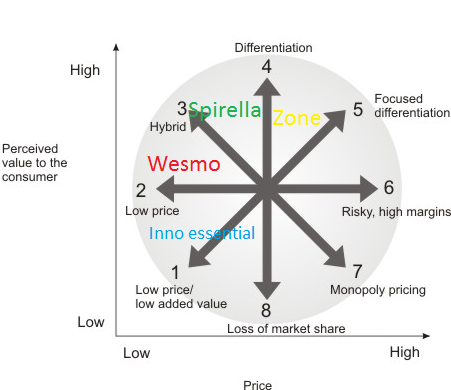 Differentiation
4
High
3
Spirella
Zone
5
Focused
differentiation
Hybrid
Perceived
value to the
consumer
Wesmo
2
6
Low price
Risky, high margins
Inno essential
1
7
Low price/
low added value
Monopoly pricing
8
Low
Loss of market share
Low
High
Price